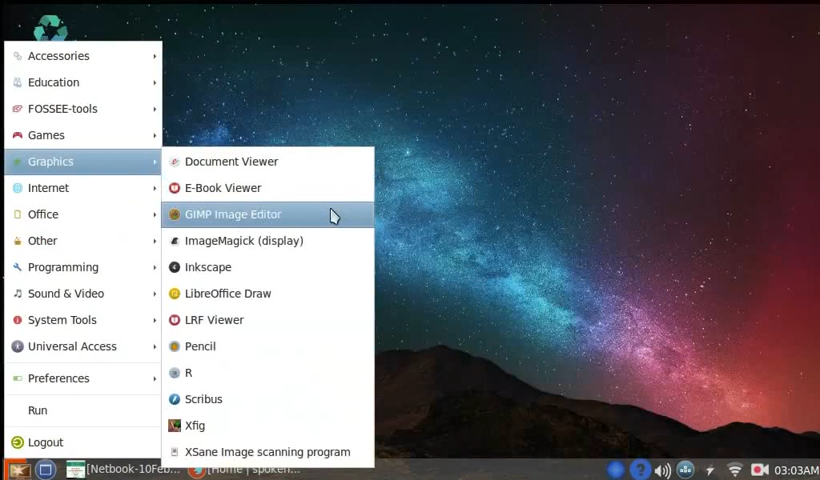 Accessories
Education
FOSSEE-tools
Games
Graphics
Internet
Office
Other
Programming
Sound & Video
System Tools
Universal Access
Preferences
Run
Logout
Document Viewer
E-Book Viewer
GIMP Image Editor
ImageMagick (display)
Inkscape
LibreOffice Draw
LRF Viewer
Pencil
R
Scribus
Xfig
XSane Image scanning program
[Netbook-10Feb... [Home | spoken... 03:03AM